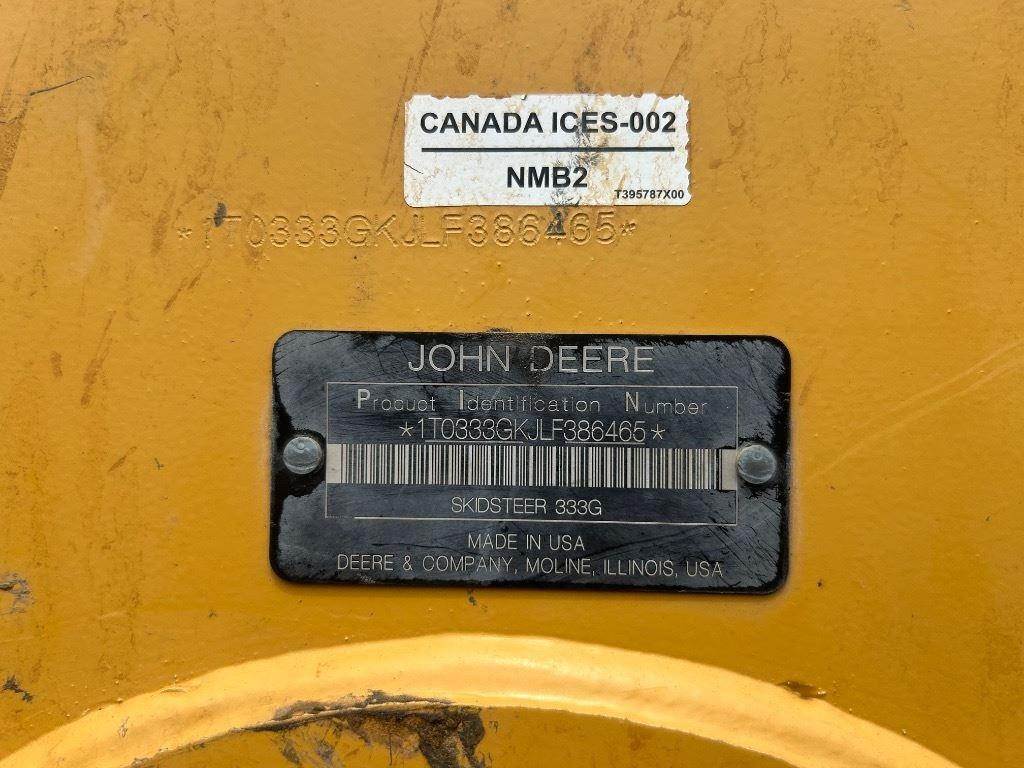 CANADA ICES-002
NMB2
T395787X00
*1T0333GKJLF386465*
JOHN DEERE
Product Identification Number
*1T0333GKJLF386465*
SKIDSTEER 333G
MADE IN USA
DEERE & COMPANY, MOLINE, ILLINOIS, USA